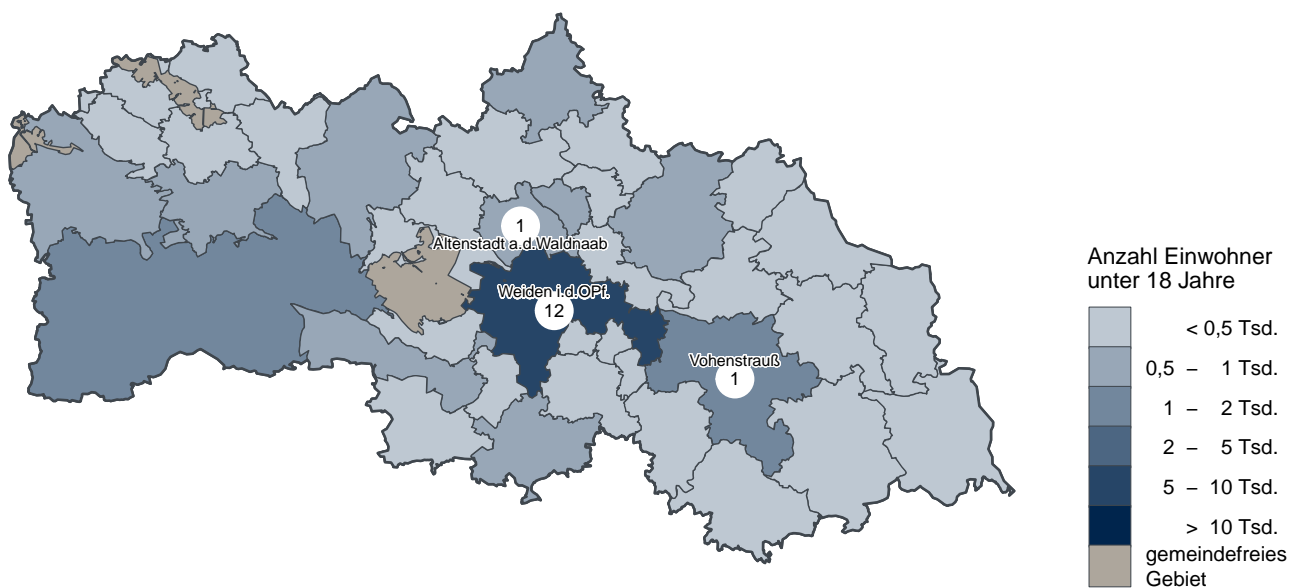 1
Altenstadt a.d.Waldnaab
Weiden i.d.OPf.
12
Vohenstrauß
1
Anzahl Einwohner
unter 18 Jahre
< 0,5 Tsd.
0,5 – 1 Tsd.
1 – 2 Tsd.
2 – 5 Tsd.
5 – 10 Tsd.
> 10 Tsd.
gemeindefreies
Gebiet